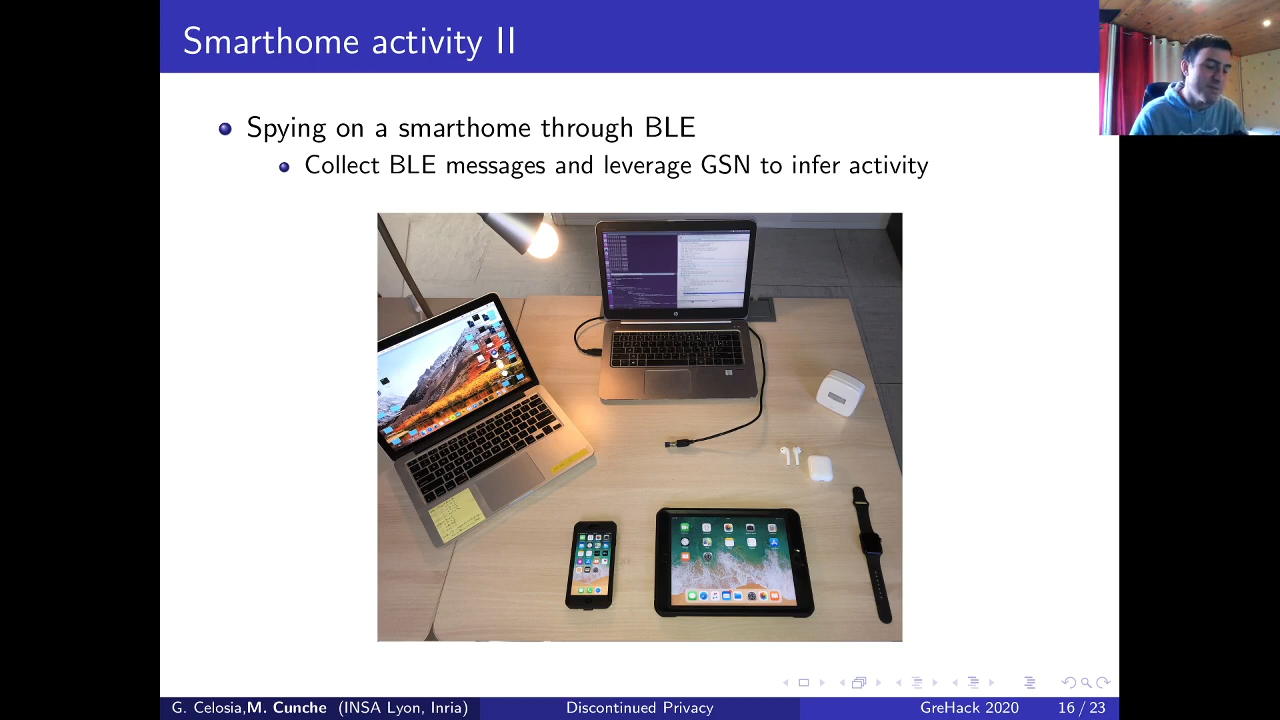 Smarthome activity II
Spying on a smarthome through BLE
Collect BLE messages and leverage GSN to infer activity
G. Celosia,M. Cunche (INSA Lyon, Inria)
Discontinued Privacy
GreHack 2020
16 / 23